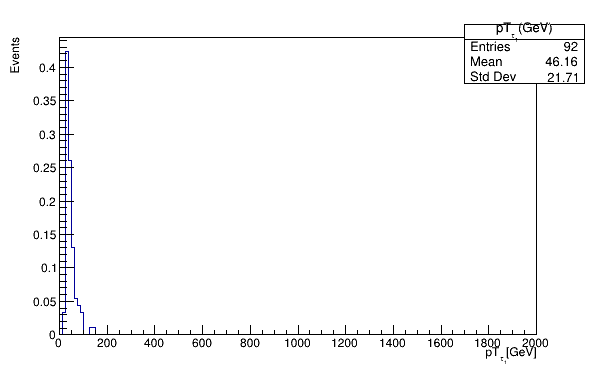 pTτ1(GeV)
Entries 92
Mean 46.16
Std Dev 21.71
Events
0.4
0.35
0.3
0.25
0.2
0.15
0.1
0.05
0
0 200 400 600 800 1000 1200 1400 1600 1800 2000
pTτ1[GeV]